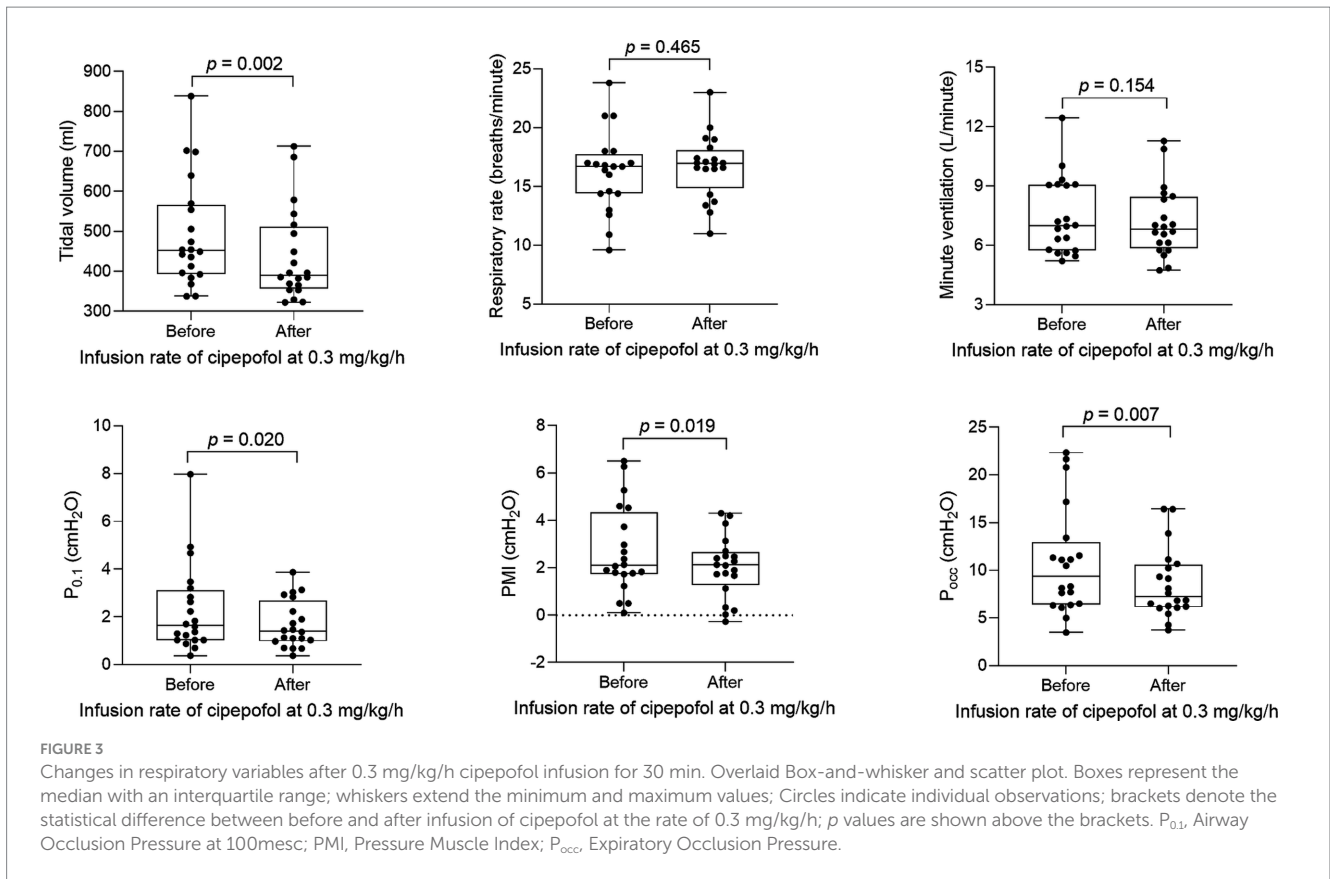 p = 0.002
Tidal volume (ml)
900
800
700
600
500
400
300
Before After
Infusion rate of cipepofol at 0.3 mg/kg/h
p = 0.465
Respiratory rate (breaths/minute)
25
20
15
10
5
Before After
Infusion rate of cipepofol at 0.3 mg/kg/h
p = 0.154
Minute ventilation (L/minute)
15
12
9
6
3
Before After
Infusion rate of cipepofol at 0.3 mg/kg/h
p = 0.020
P0.1 (cmH2O)
10
8
6
4
2
0
Before After
Infusion rate of cipepofol at 0.3 mg/kg/h
p = 0.019
PMI (cmH2O)
8
6
4
2
0
-2
Before After
Infusion rate of cipepofol at 0.3 mg/kg/h
p = 0.007
Pocc (cmH2O)
25
20
15
10
5
0
Before After
Infusion rate of cipepofol at 0.3 mg/kg/h
FIGURE 3
Changes in respiratory variables after 0.3 mg/kg/h cipepofol infusion for 30 min. Overlaid Box-and-whisker and scatter plot. Boxes represent the
median with an interquartile range; whiskers extend the minimum and maximum values; Circles indicate individual observations; brackets denote the
statistical difference between before and after infusion of cipepofol at the rate of 0.3 mg/kg/h; p values are shown above the brackets. P0.1, Airway
Occlusion Pressure at 100mesc; PMI, Pressure Muscle Index; Pocc, Expiratory Occlusion Pressure.